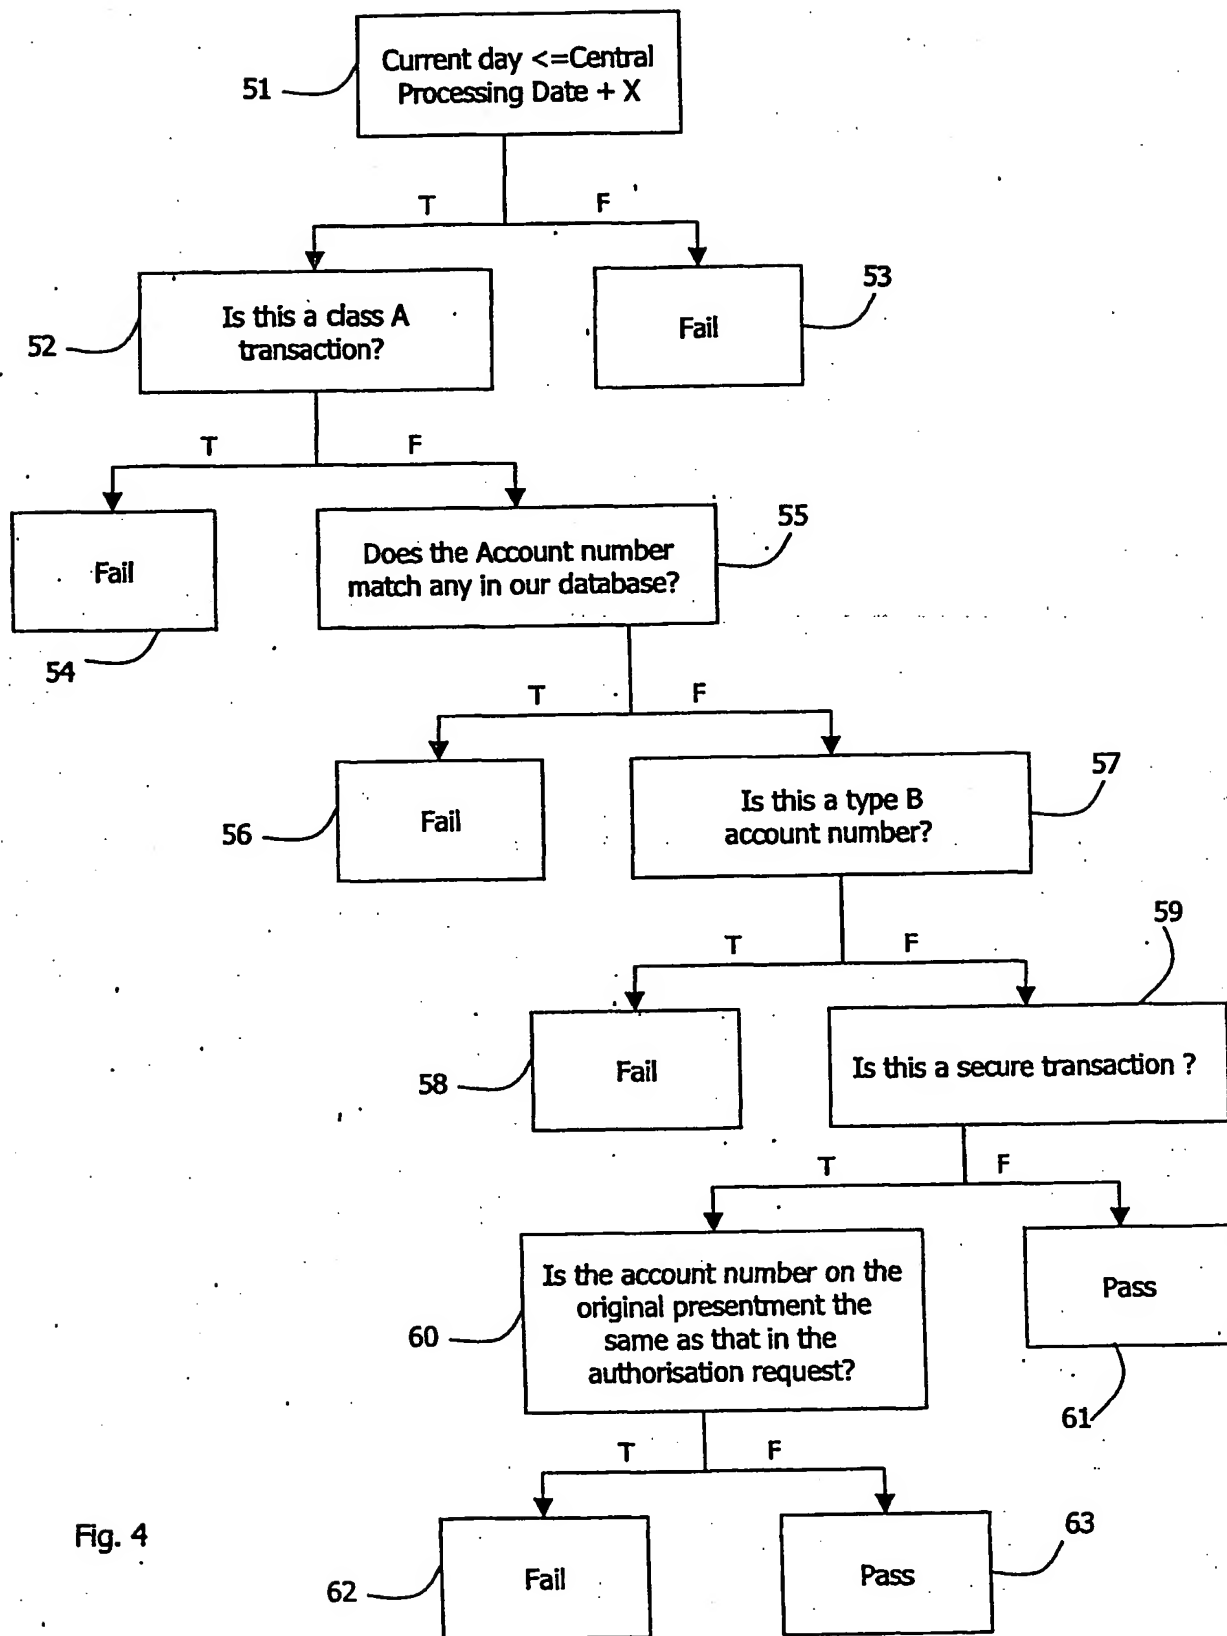 Current day <=Central
Processing Date + X
51
T
F
Is this a class A
transaction?
52
Fail
53
T
F
Fail
54
Does the Account number
match any in our database?
55
T
F
Fail
56
Is this a type B
account number?
57
T
F
Fail
58
Is this a secure transaction ?
59
T
F
Is the account number on the
original presentment the
same as that in the
authorisation request?
60
Pass
61
T
F
Fail
62
Pass
63
Fig. 4